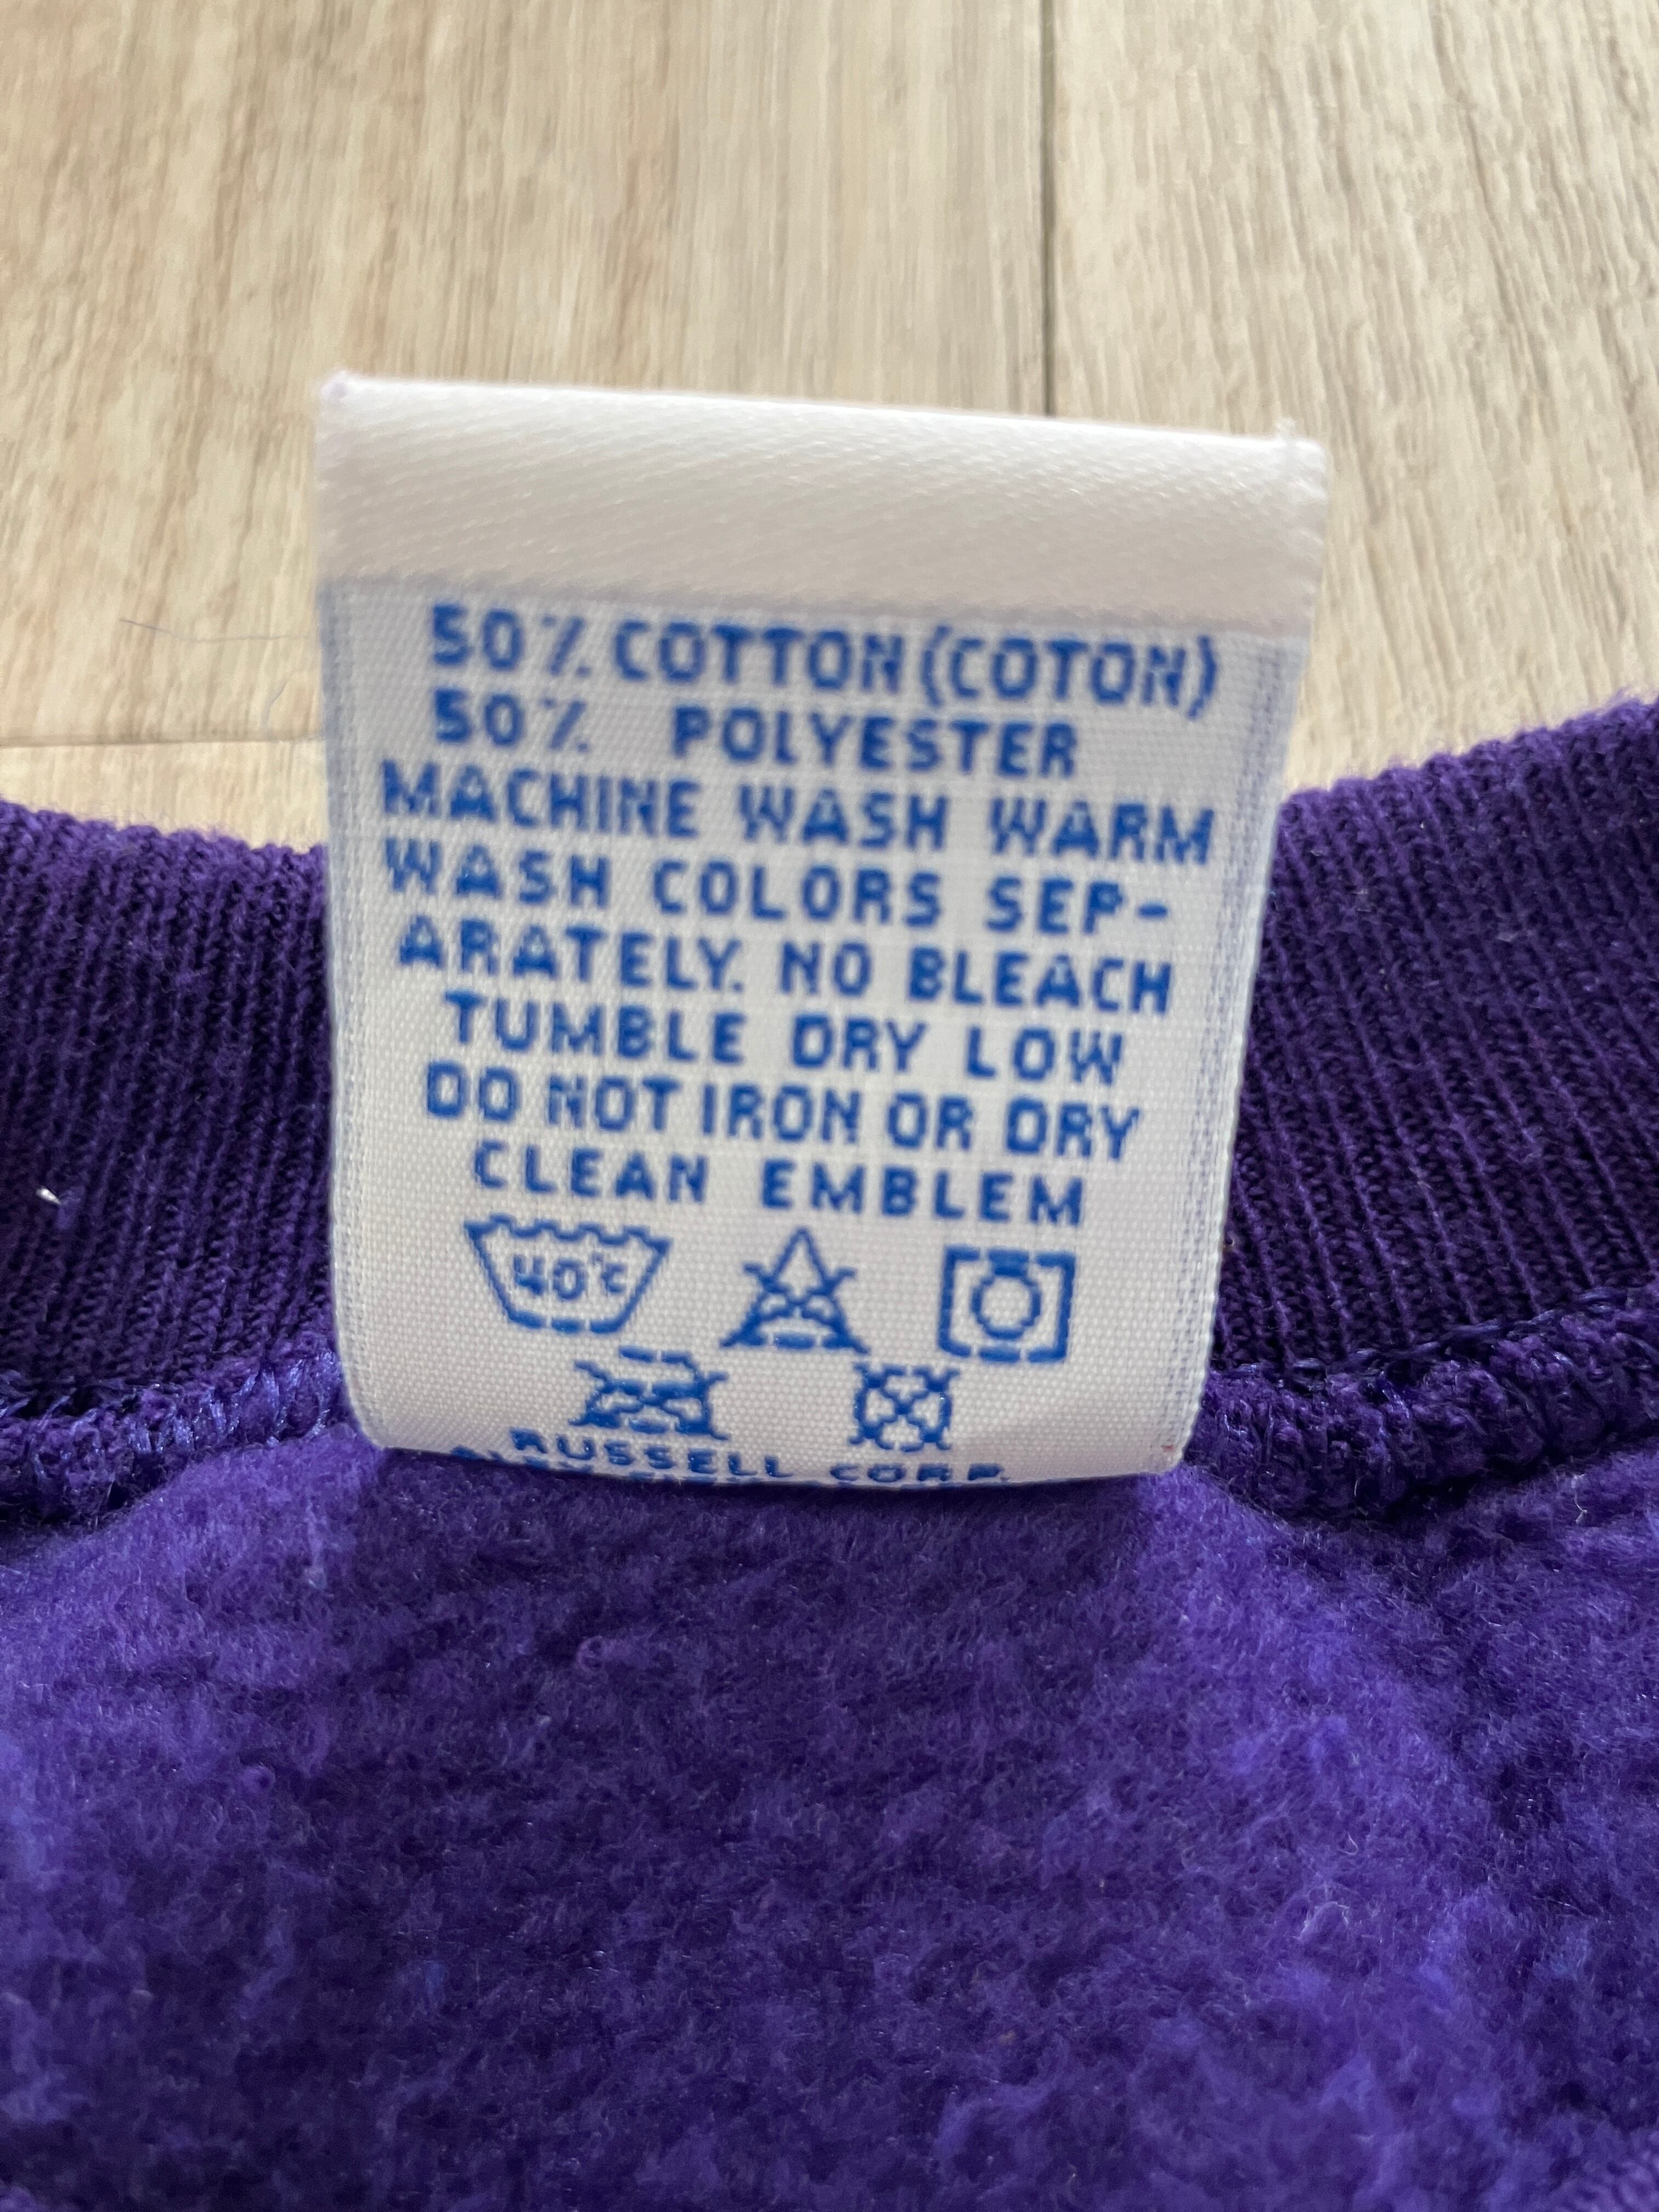 50% COTTON (COTON)
50% POLYESTER
MACHINE WASH WARM
WASH COLORS SEP-
ARATELY. NO BLEACH
TUMBLE DRY LOW
DO NOT IRON OR DRY
CLEAN EMBLEM
40°C
RUSSELL CORP.